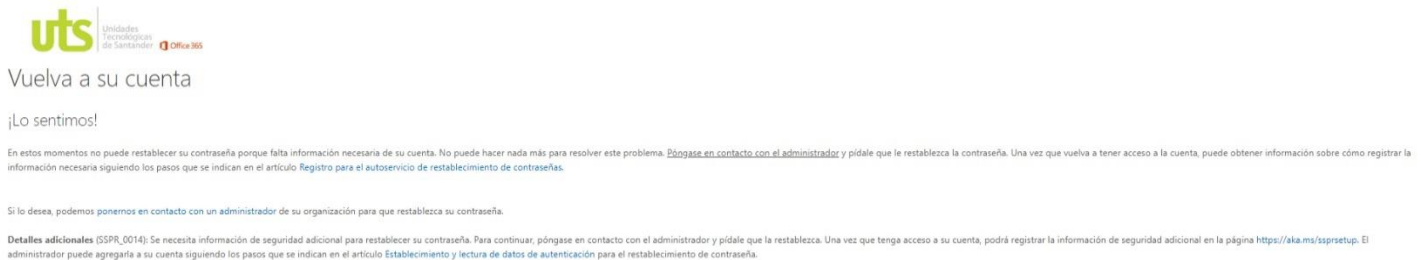 uts
Unidades
Tecnológicas
de Santander
Office 365
Vuelva a su cuenta
¡Lo sentimos!
En estos momentos no puede restablecer su contraseña porque falta información necesaria de su cuenta. No puede hacer nada más para resolver este problema. Póngase en contacto con el administrador y pídale que le restablezca la contraseña. Una vez que vuelva a tener acceso a la cuenta, puede obtener información sobre cómo registrar la
información necesaria siguiendo los pasos que se indican en el artículo Registro para el autoservicio de restablecimiento de contraseñas.
Si lo desea, podemos ponernos en contacto con un administrador de su organización para que restablezca su contraseña.
Detalles adicionales (SSPR_0014): Se necesita información de seguridad adicional para restablecer su contraseña. Para continuar, póngase en contacto con el administrador y pídale que la restablezca. Una vez que tenga acceso a su cuenta, podrá registrar la información de seguridad adicional en la página https://aka.ms/ssprsetup. El
administrador puede agregarla a su cuenta siguiendo los pasos que se indican en el artículo Establecimiento y lectura de datos de autenticación para el restablecimiento de contraseña.